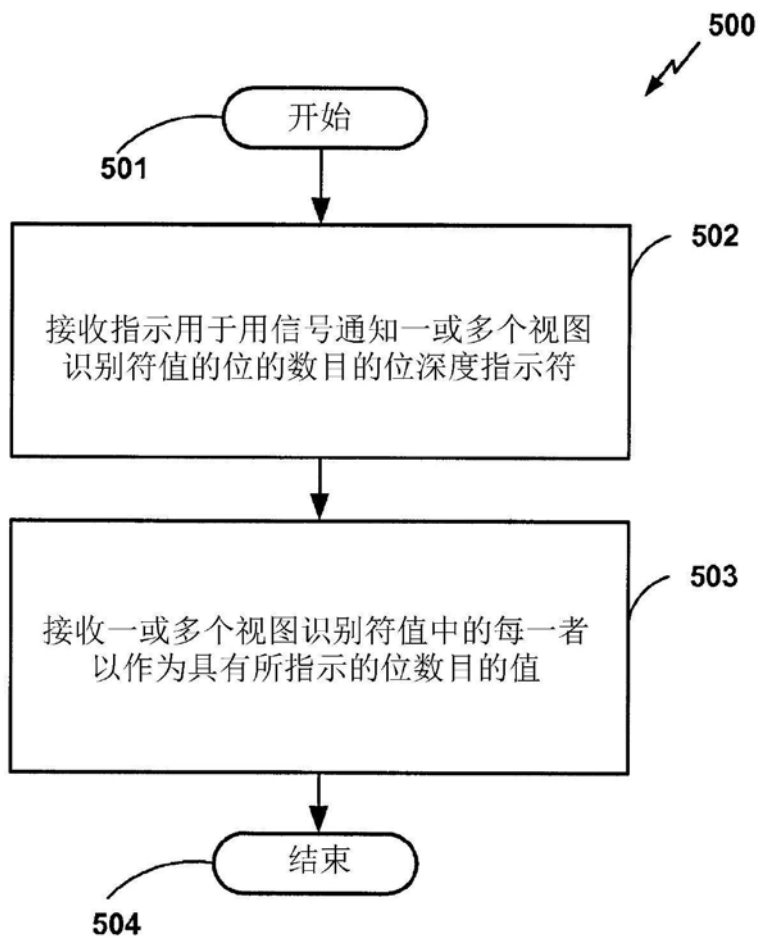 500
开始
501
502
接收指示用于用信号通知一或多个视图
识别符值的位的数目的位深度指示符
503
接收一或多个视图识别符值中的每一者
以作为具有所指示的位数目的值
结束
504